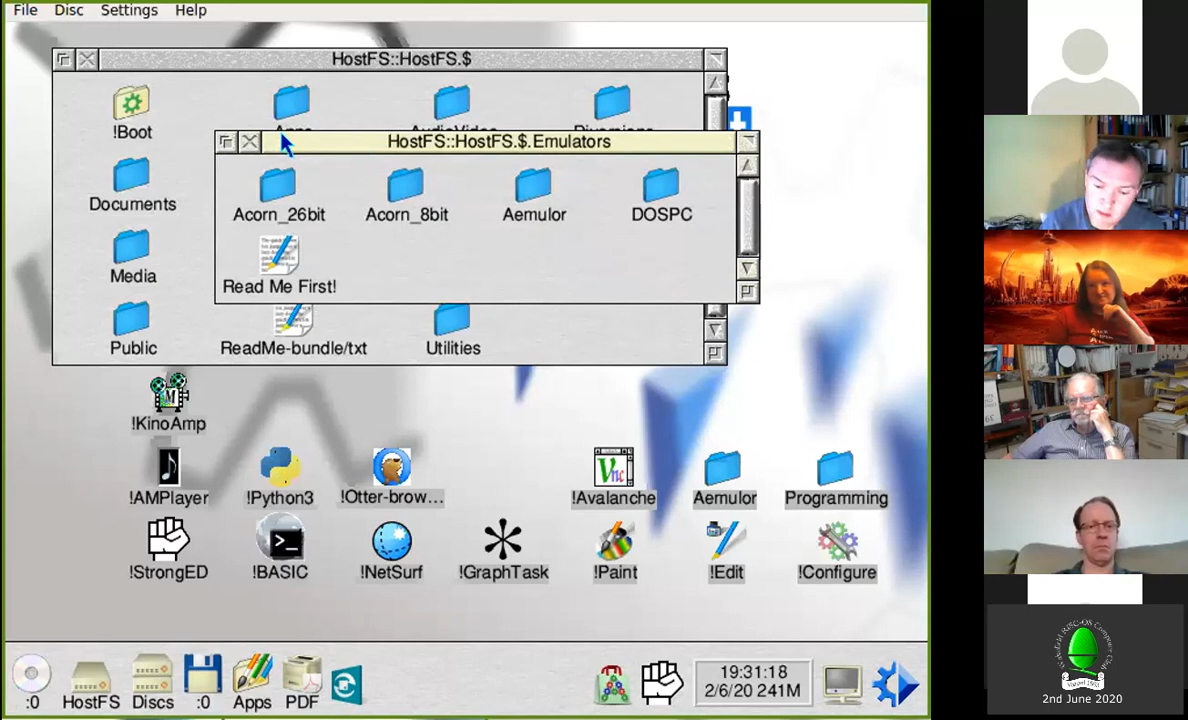 File Disc Settings Help
HostFS::HostFS.$
!Boot
HostFS::HostFS.$.Emulators
Documents
Acorn_26bit Acorn_8bit Aemulor DOSPC
Media
Read Me First!
Public ReadMe-bundle/txt Utilities
!KinoAmp
!AMPlayer !Python3 !Otter-brow… !Avalanche Aemulor Programming
!StrongED !BASIC !NetSurf !GraphTask !Paint !Edit !Configure
:0 HostFS Discs :0 Apps PDF
19:31:18
2/6/20 241M
2nd June 2020